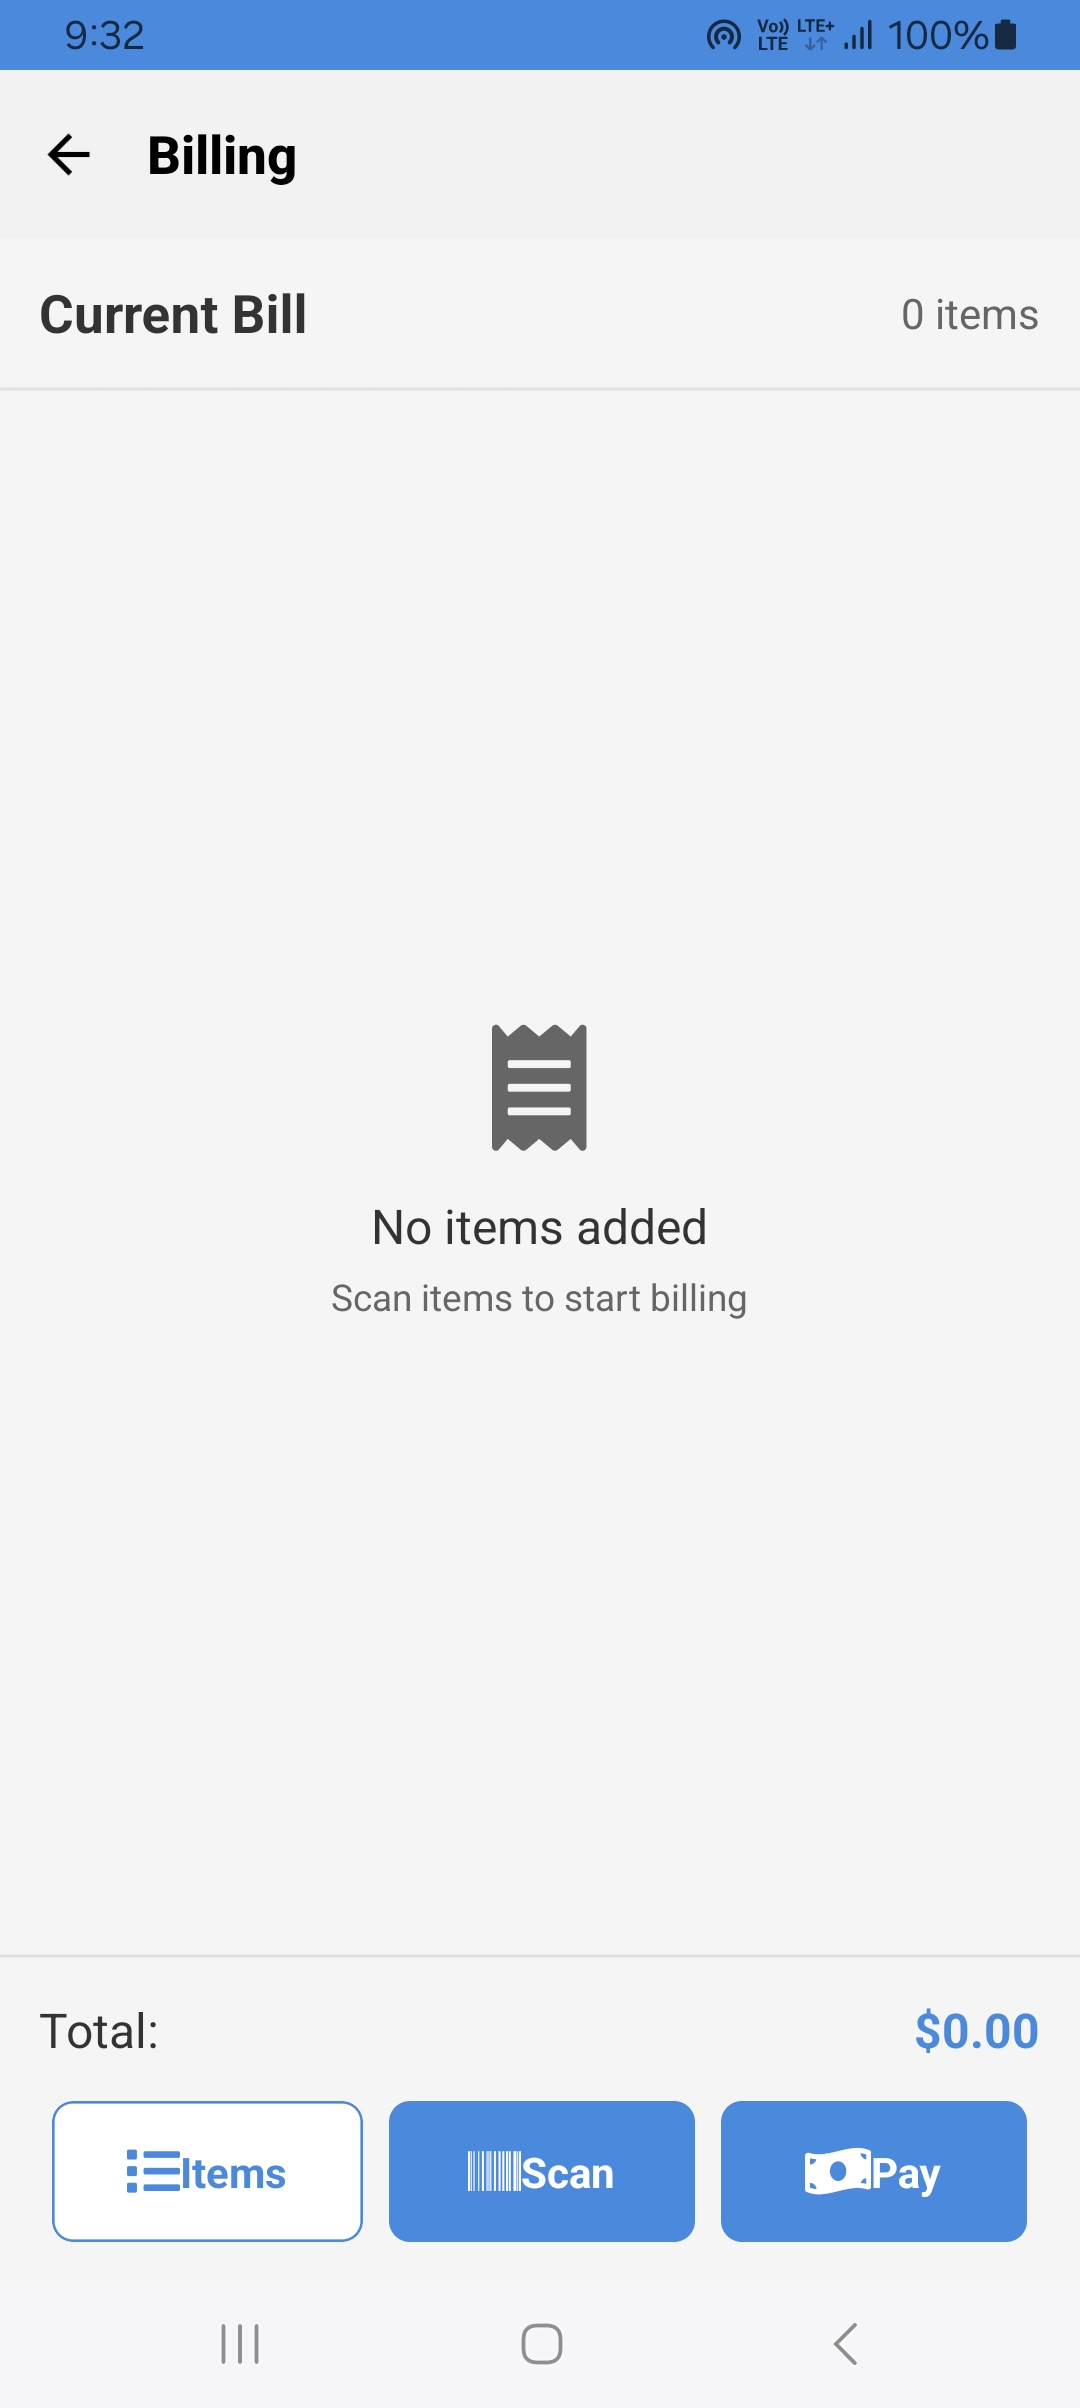 9:32
Vo)) LTE LTE+ 100%
Billing
Current Bill
0 items
No items added
Scan items to start billing
Total:
$0.00
Items
Scan
Pay